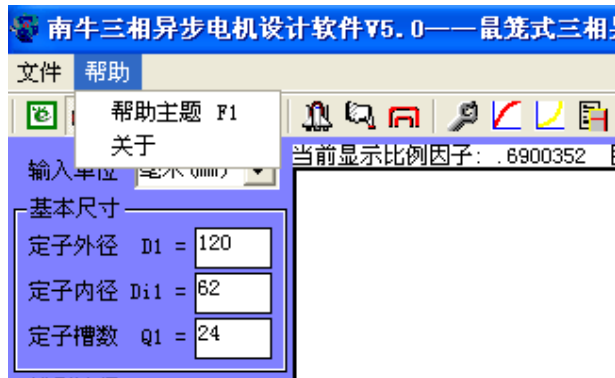 南牛三相异步电机设计软件V5.0——鼠笼式三相
文件 帮助
帮助主题 F1
关于
当前显示比例因子: .6900352
输入单位 毫米(mm)
基本尺寸
定子外径 D1 = 120
定子内径 Di1 = 62
定子槽数 Q1 = 24